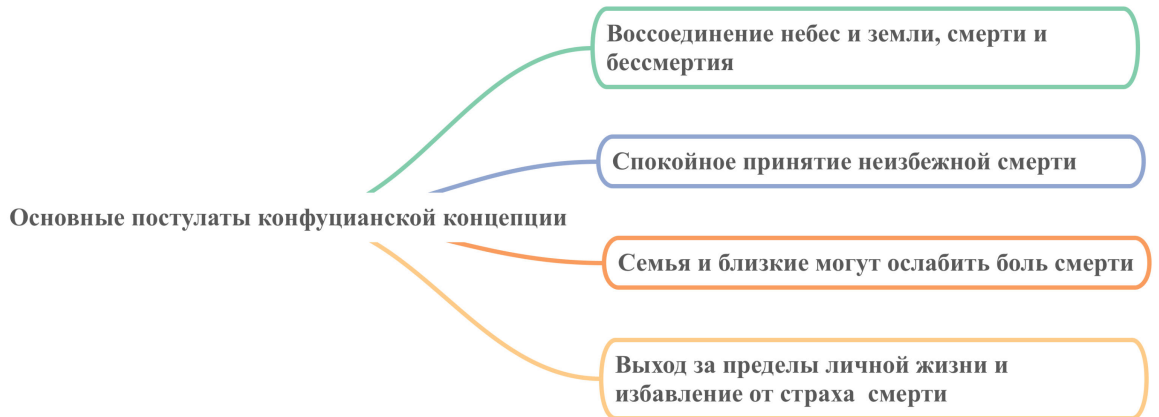 Основные постулаты конфуцианской концепции
Воссоединение небес и земли, смерти и
бессмертия
Спокойное принятие неизбежной смерти
Семья и близкие могут ослабить боль смерти
Выход за пределы личной жизни и
избавление от страха  смерти